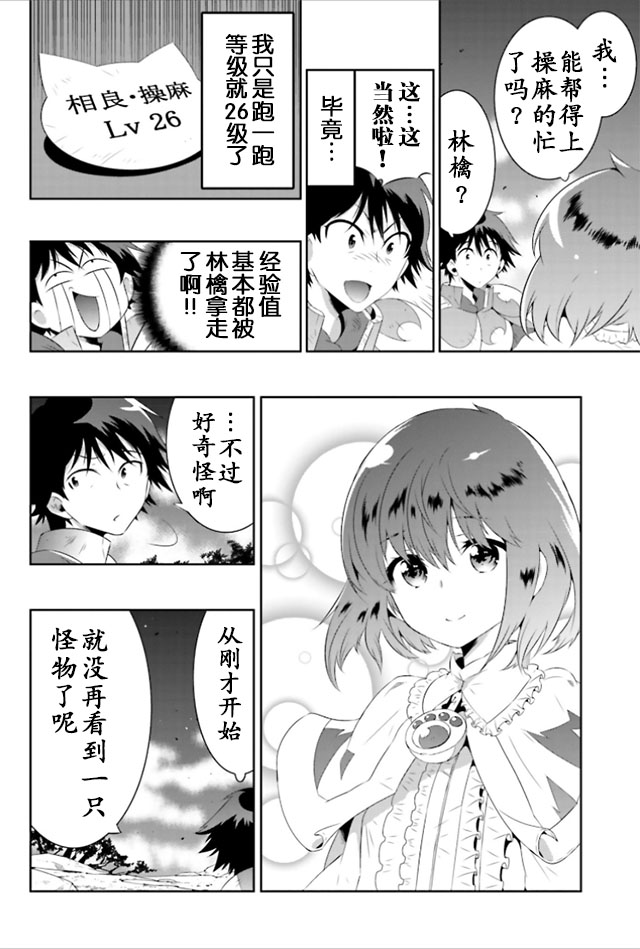 我…
能帮得上
操麻的忙
了吗？
林檎？
这…这
当然啦！
毕竟…
我只是跑一跑
等级就26级了
相良·操麻
Lv 26
经验值
基本都被
林檎拿走
了啊!!
…不过
好奇怪啊
从刚才开始
就没再看到一只
怪物了呢